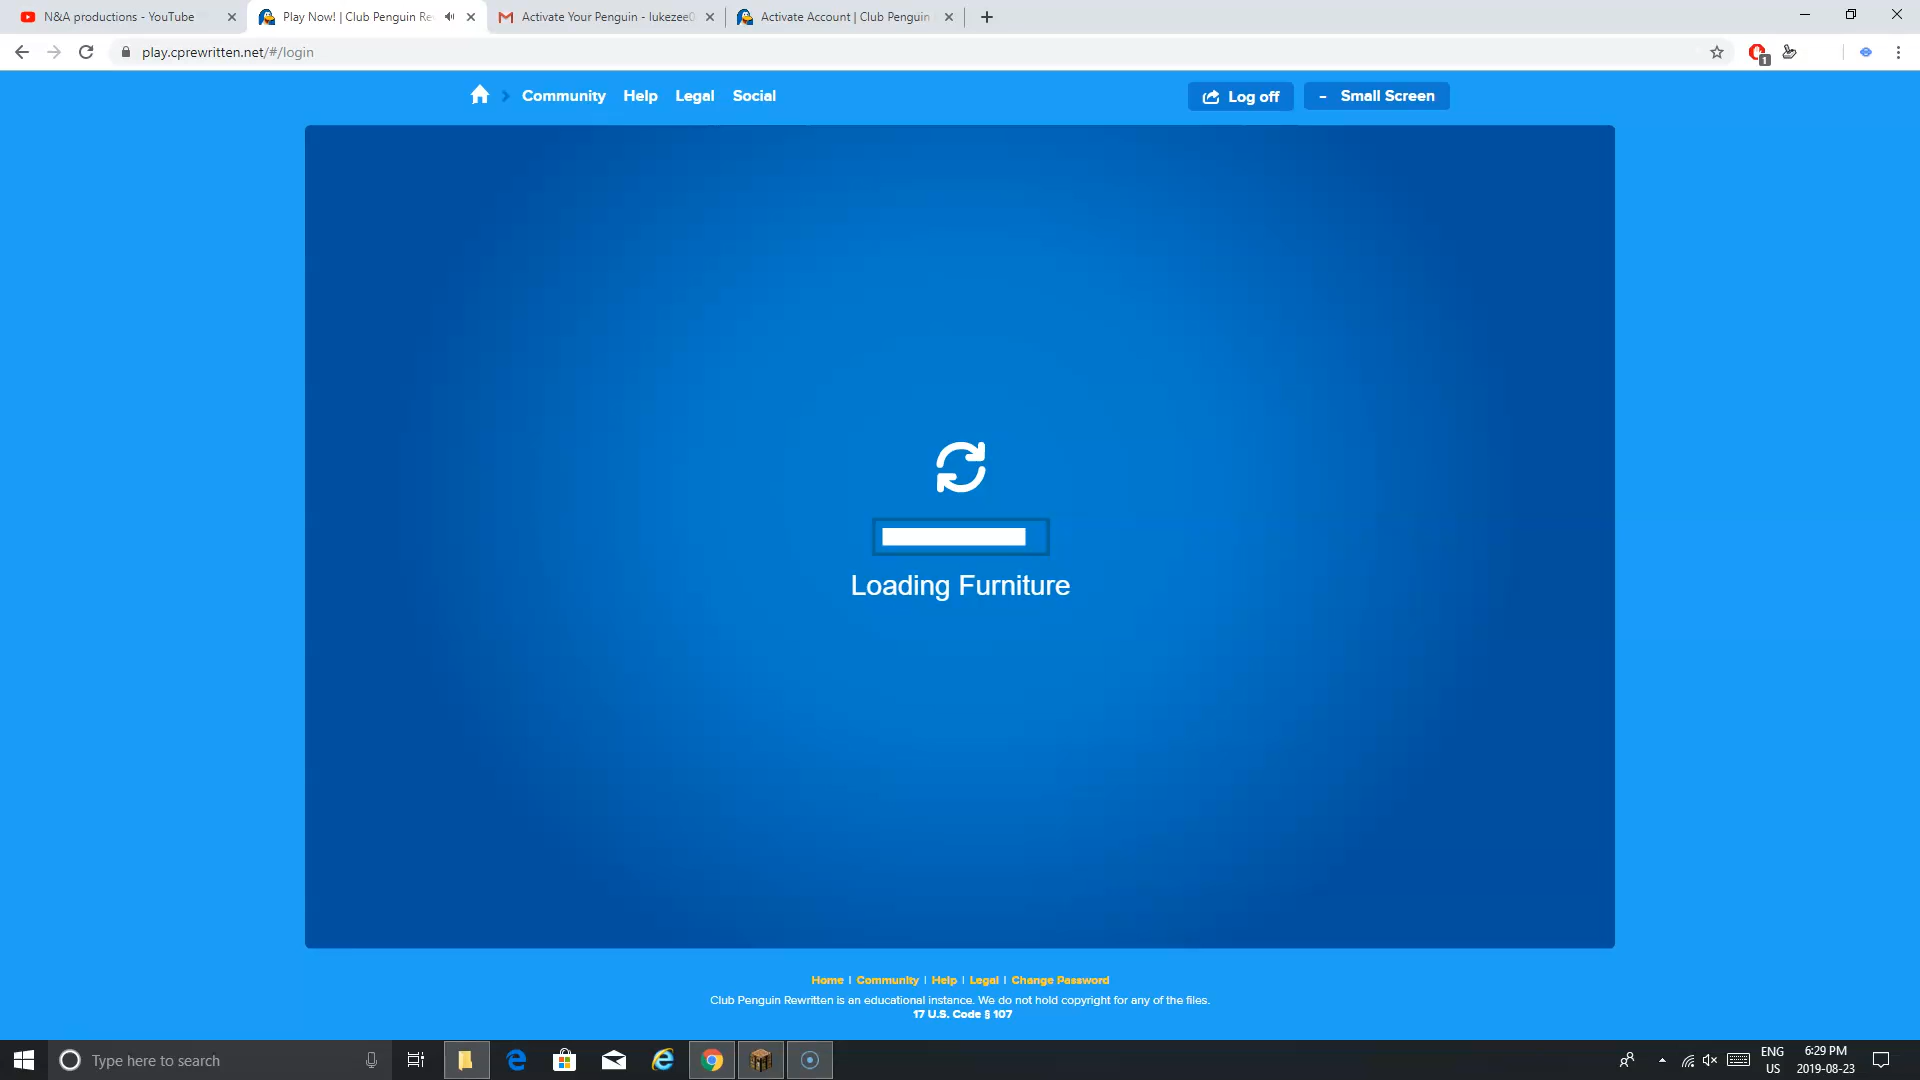 N&A productions - YouTube
Play Now! | Club Penguin Re
Activate Your Penguin - lukezee0
Activate Account | Club Penguin
play.cprewritten.net/#/login
1
Community Help Legal Social
Log off
- Small Screen
Loading Furniture
Home | Community | Help | Legal | Change Password
Club Penguin Rewritten is an educational instance. We do not hold copyright for any of the files.
17 U.S. Code § 107
Type here to search
ENG
US
6:29 PM
2019-08-23